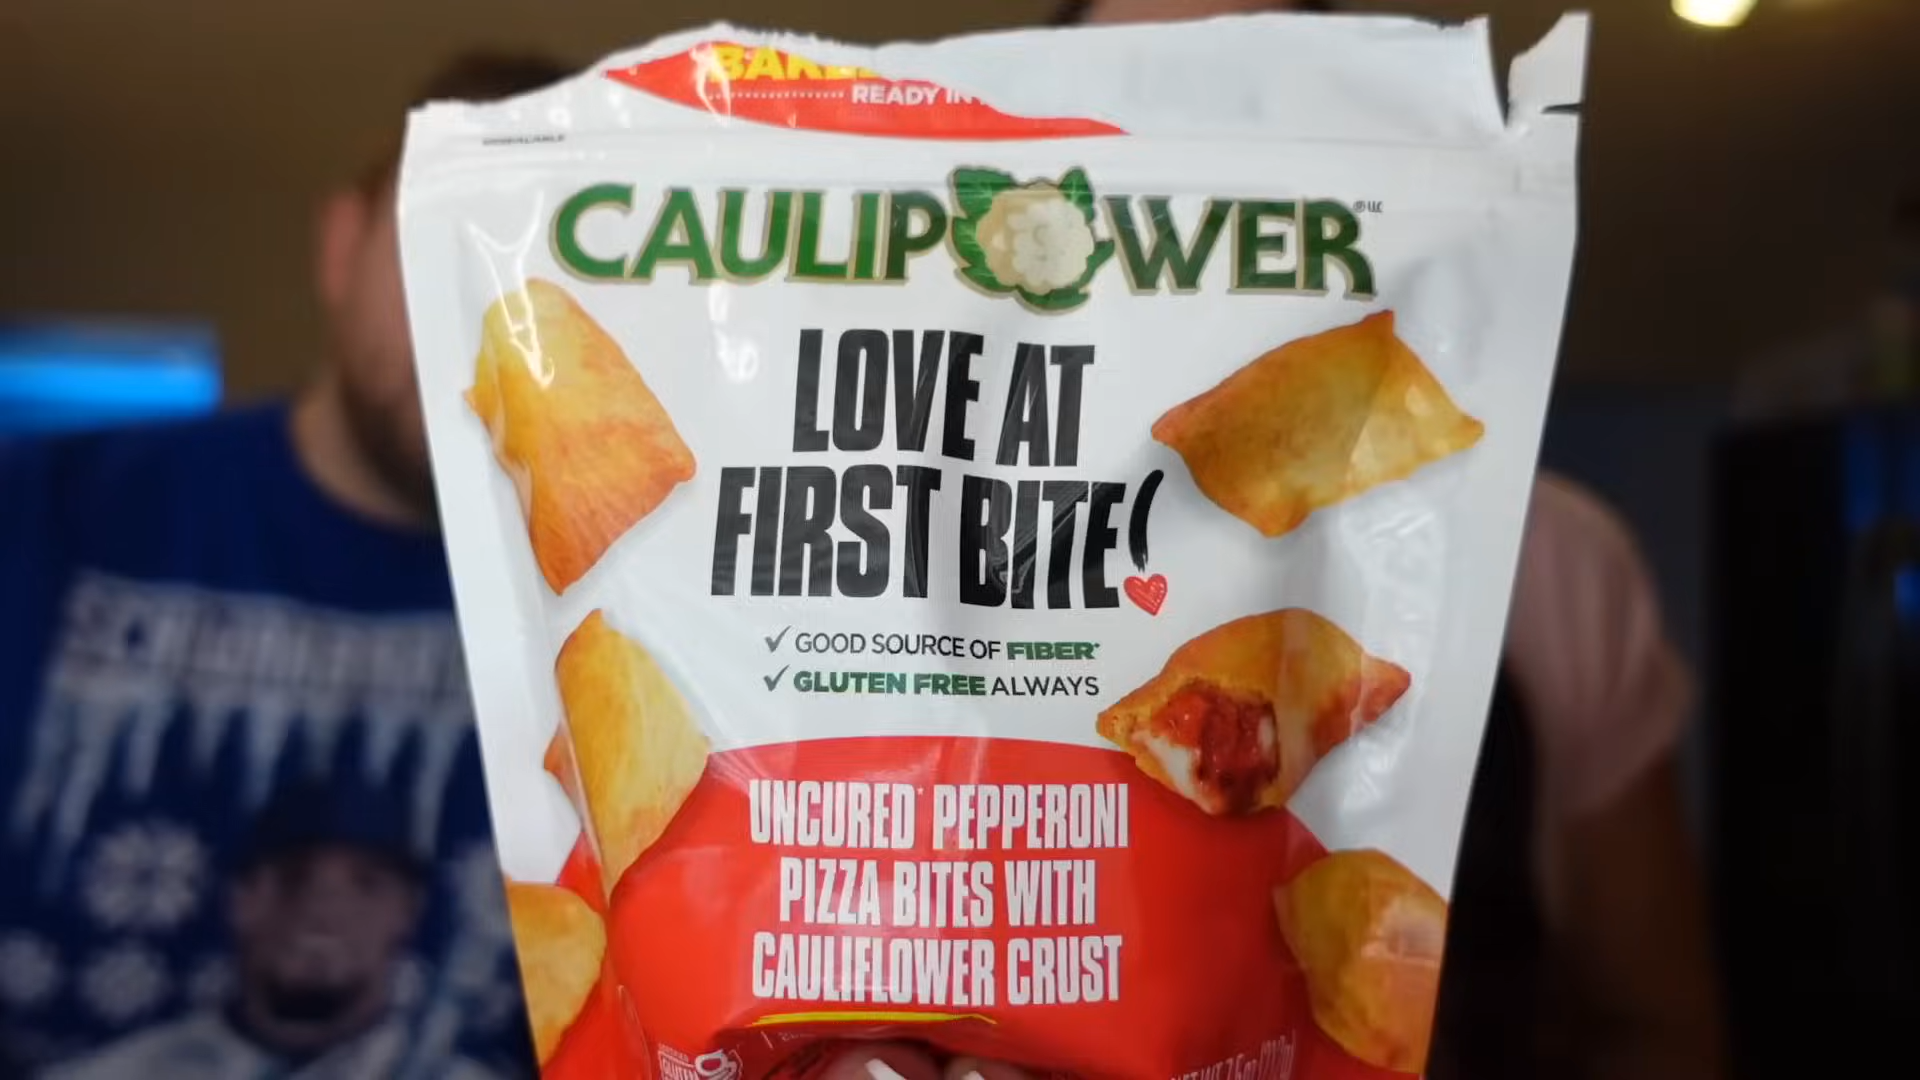 READY IN
CAULIPOWER
LOVE AT
FIRST BITE!
✓ GOOD SOURCE OF FIBER*
✓ GLUTEN FREE ALWAYS
UNCURED* PEPPERONI
PIZZA BITES WITH
CAULIFLOWER CRUST
GLUTEN